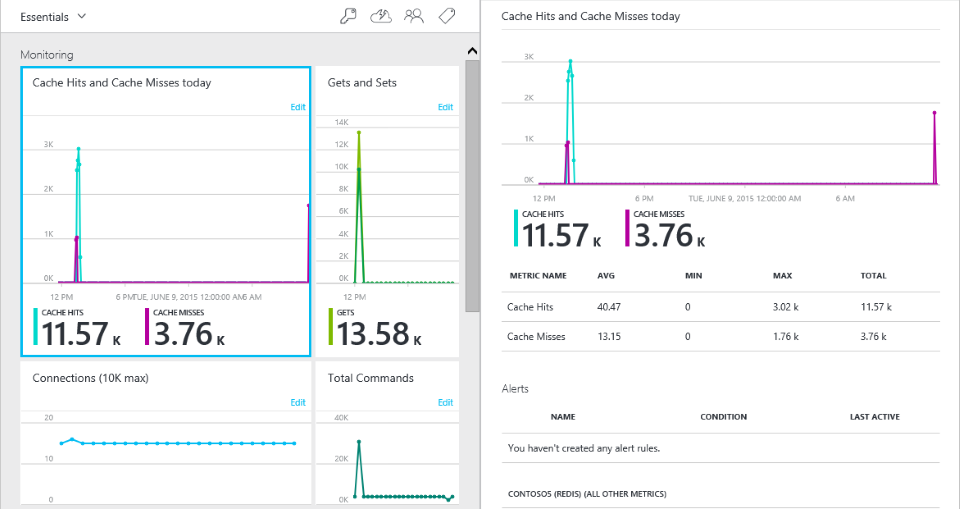 Essentials
Monitoring
Cache Hits and Cache Misses today
Edit
3K
2K
1K
0K
12 PM 6 PM TUE, JUNE 9, 2015 12:00:00 AM 6 AM
CACHE HITS
11.57 K
CACHE MISSES
3.76 K
Gets and Sets
Edit
14K
12K
10K
8K
6K
4K
2K
0K
12 PM
GETS
13.58 K
Connections (10K max)
Edit
20
10
0
Total Commands
Edit
40K
20K
0K
Cache Hits and Cache Misses today
3K
2K
1K
0K
12 PM 6 PM TUE, JUNE 9, 2015 12:00:00 AM 6 AM
CACHE HITS
11.57 K
CACHE MISSES
3.76 K
METRIC NAME AVG MIN MAX TOTAL
Cache Hits 40.47 0 3.02 k 11.57 k
Cache Misses 13.15 0 1.76 k 3.76 k
Alerts
NAME CONDITION LAST ACTIVE
You haven't created any alert rules.
CONTOSO5 (REDIS) (ALL OTHER METRICS)